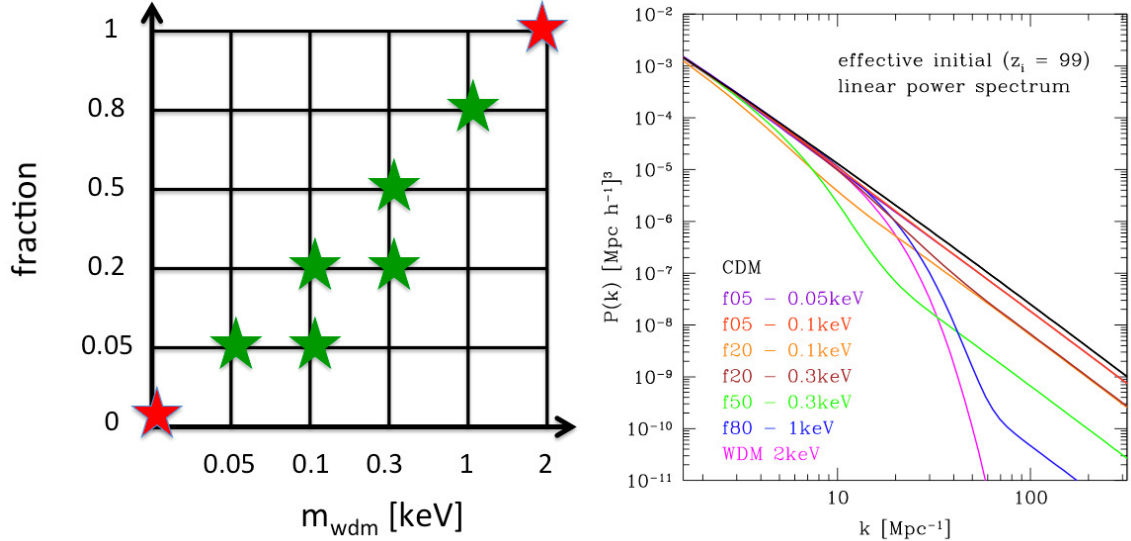 1
0.8
0.5
0.2
0.05
0
fraction
0.05 0.1 0.3 1 2
m_wdm [keV]
10⁻²
10⁻³
10⁻⁴
10⁻⁵
10⁻⁶
10⁻⁷
10⁻⁸
10⁻⁹
10⁻¹⁰
10⁻¹¹
P(k) [Mpc h⁻¹]³
effective initial (z_i = 99)
linear power spectrum
CDM
f05 − 0.05keV
f05 − 0.1keV
f20 − 0.1keV
f20 − 0.3keV
f50 − 0.3keV
f80 − 1keV
WDM 2keV
10 100
k [Mpc⁻¹]